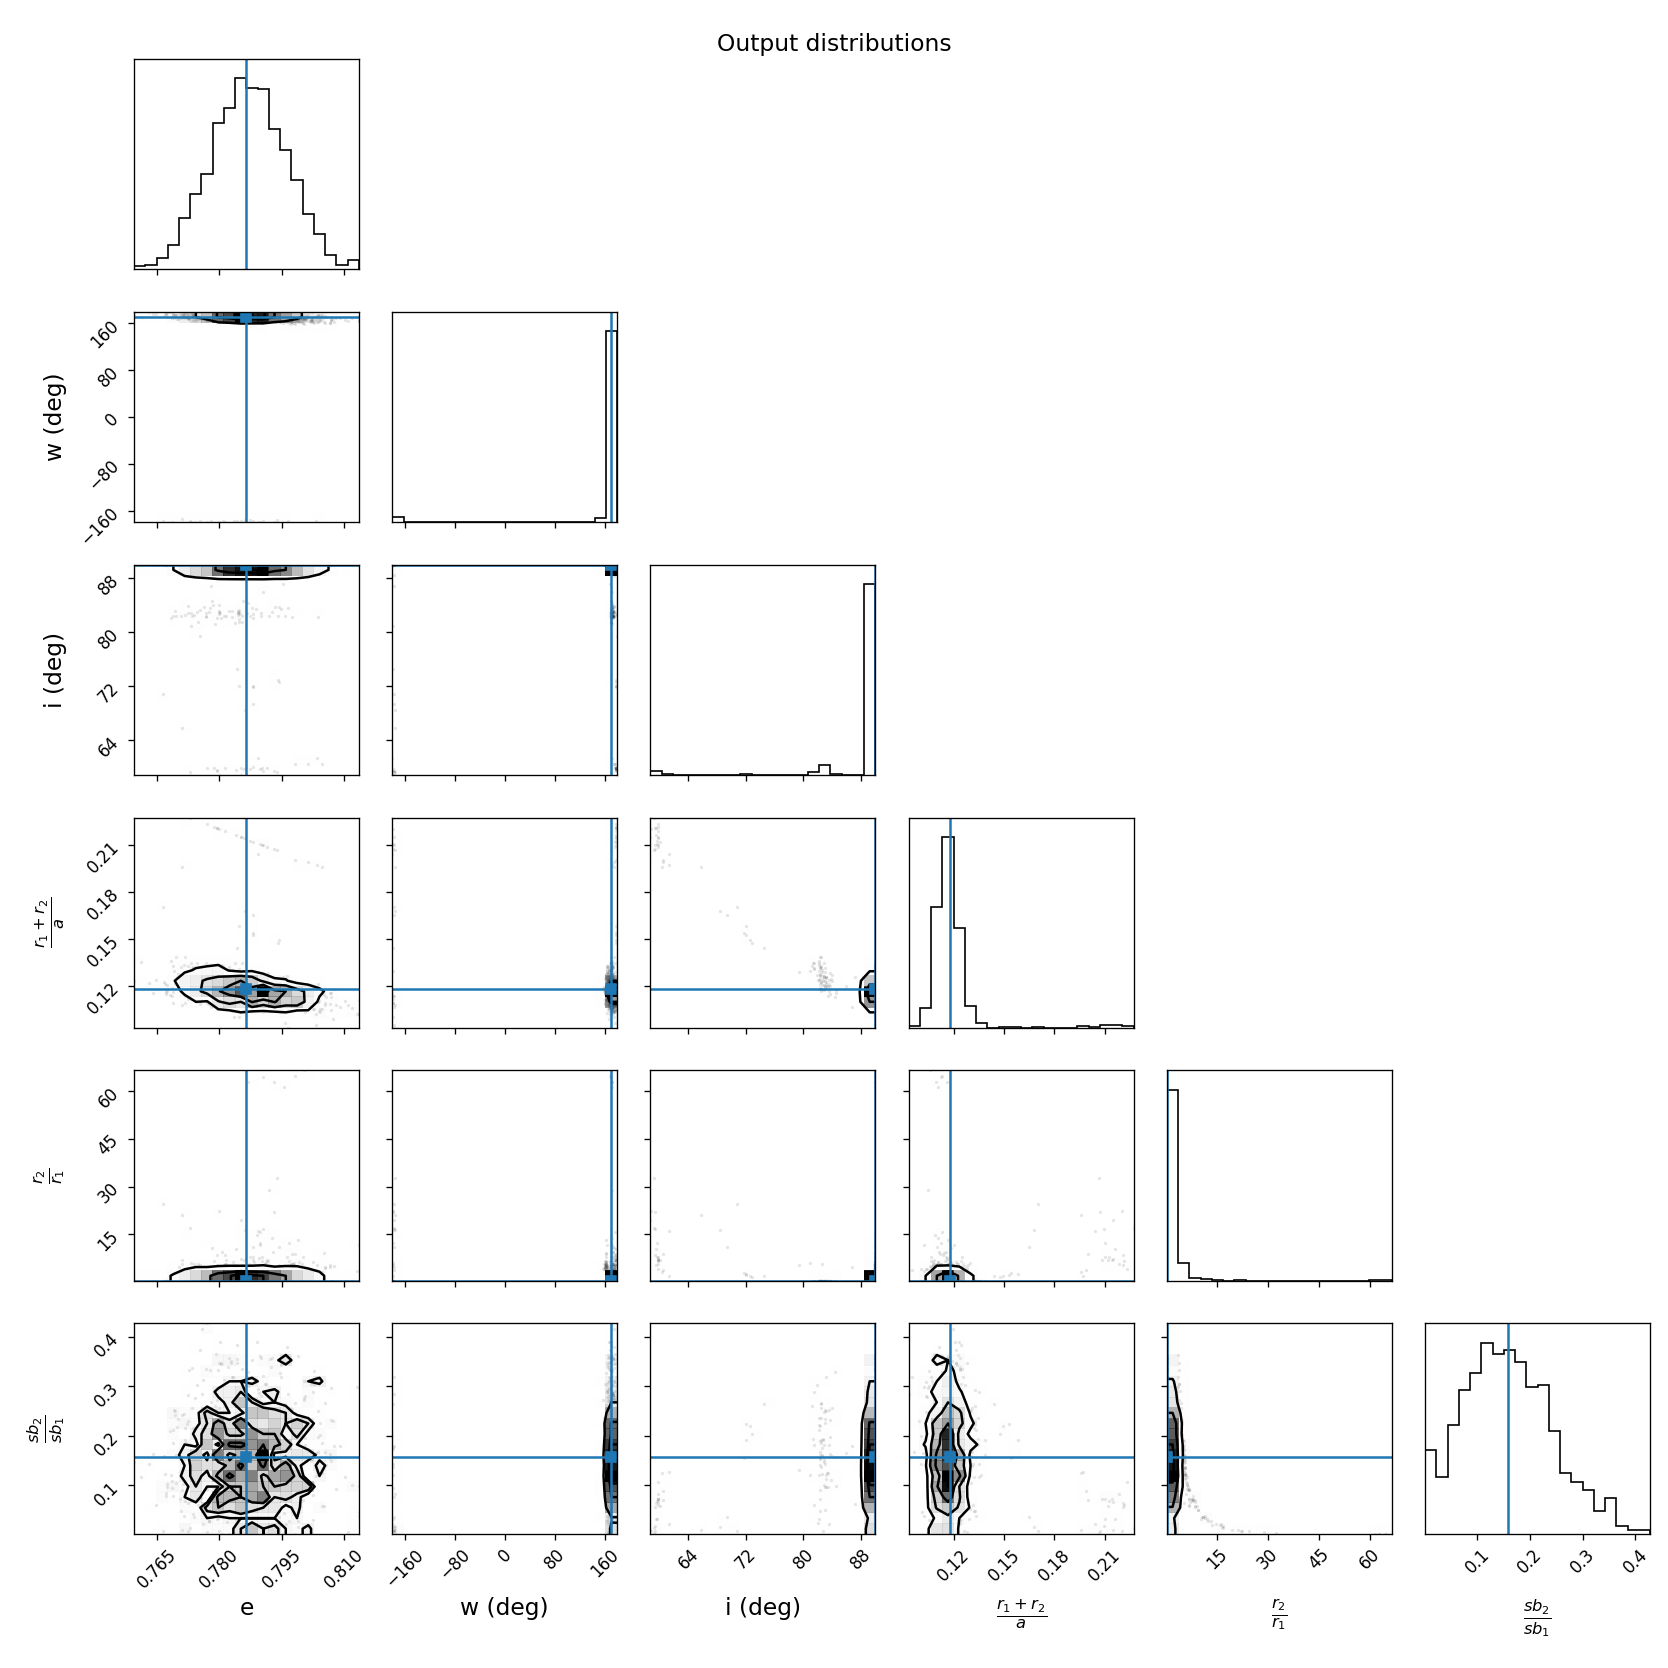 Output distributions
w (deg)
160
80
0
−80
−160
i (deg)
88
80
72
64
r₁ + r₂
a
0.21
0.18
0.15
0.12
r₂
r₁
60
45
30
15
sb₂
sb₁
0.4
0.3
0.2
0.1
0.765 0.780 0.795 0.810 −160 −80 0 80 160 64 72 80 88 0.12 0.15 0.18 0.21 15 30 45 60 0.1 0.2 0.3 0.4
e w (deg) i (deg) r₁ + r₂ r₂ sb₂
a r₁ sb₁